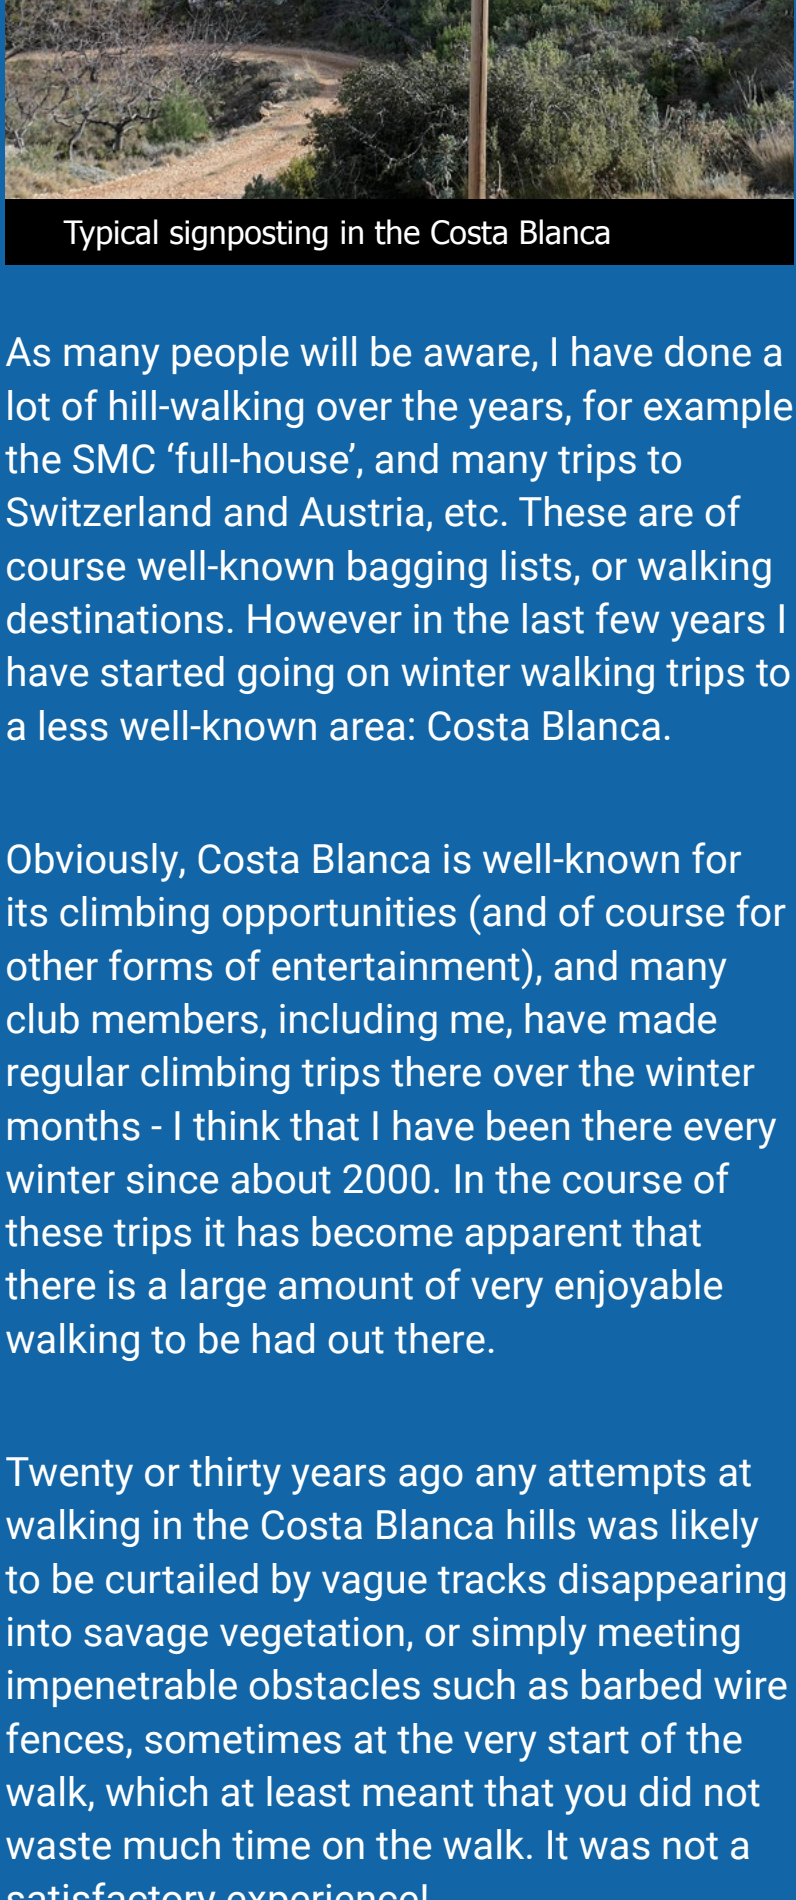 Typical signposting in the Costa Blanca
As many people will be aware, I have done a
lot of hill-walking over the years, for example
the SMC ‘full-house’, and many trips to
Switzerland and Austria, etc. These are of
course well-known bagging lists, or walking
destinations. However in the last few years I
have started going on winter walking trips to
a less well-known area: Costa Blanca.
Obviously, Costa Blanca is well-known for
its climbing opportunities (and of course for
other forms of entertainment), and many
club members, including me, have made
regular climbing trips there over the winter
months - I think that I have been there every
winter since about 2000. In the course of
these trips it has become apparent that
there is a large amount of very enjoyable
walking to be had out there.
Twenty or thirty years ago any attempts at
walking in the Costa Blanca hills was likely
to be curtailed by vague tracks disappearing
into savage vegetation, or simply meeting
impenetrable obstacles such as barbed wire
fences, sometimes at the very start of the
walk, which at least meant that you did not
waste much time on the walk. It was not a
satisfactory experience!